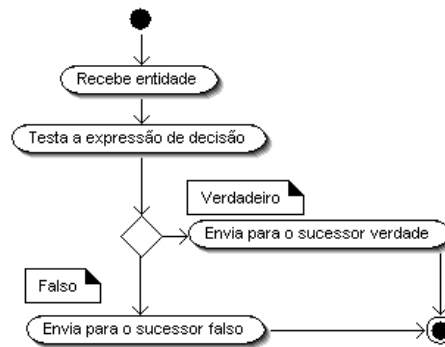 Recebe entidade
Testa a expressão de decisão
Verdadeiro
Envia para o sucessor verdade
Falso
Envia para o sucessor falso